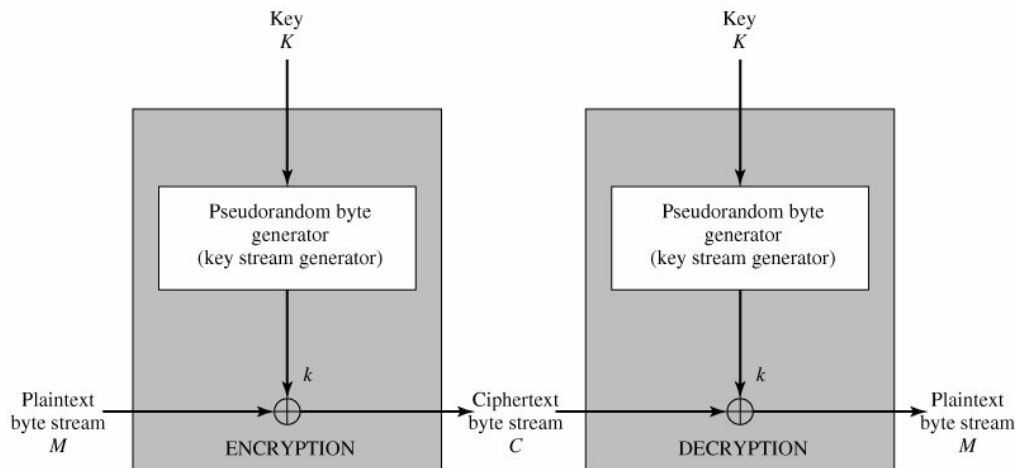 Key
K
Pseudorandom byte
generator
(key stream generator)
k
Plaintext
byte stream
M
ENCRYPTION
Ciphertext
byte stream
C
Key
K
Pseudorandom byte
generator
(key stream generator)
k
DECRYPTION
Plaintext
byte stream
M